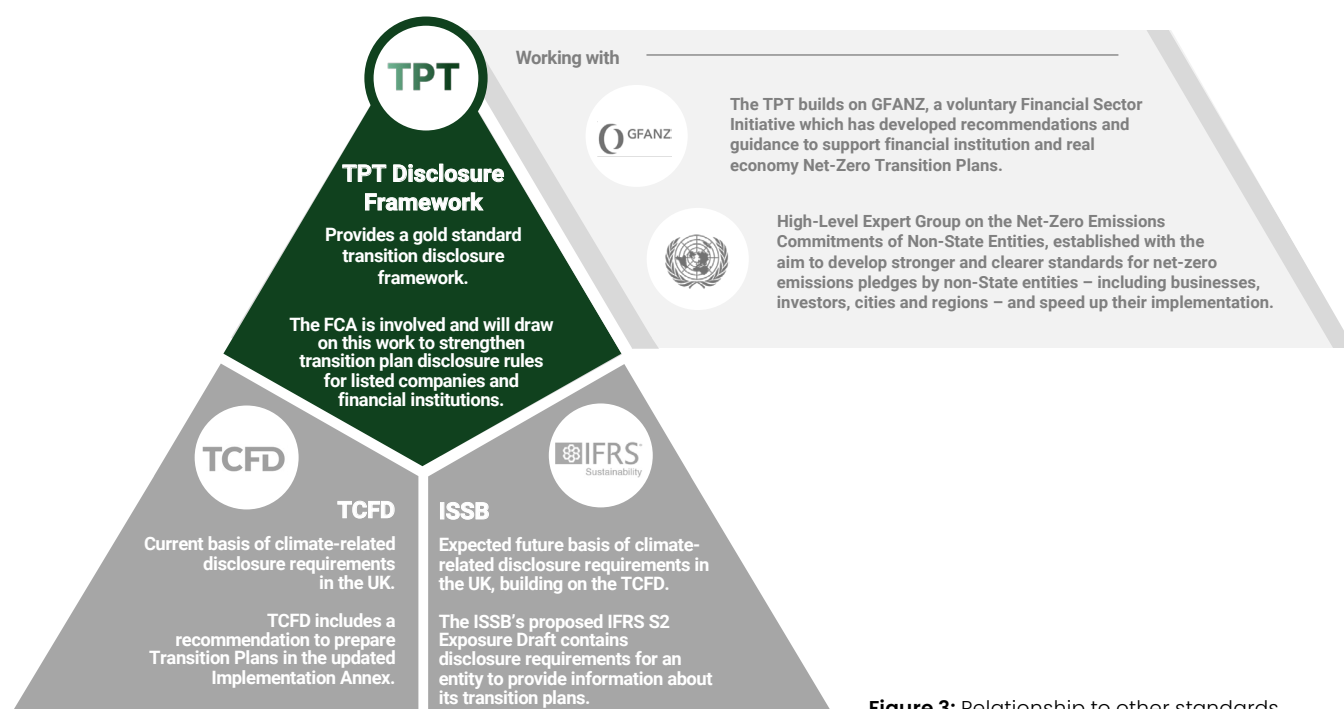 TPT
TPT Disclosure
Framework
Provides a gold standard
transition disclosure
framework.
The FCA is involved and will draw
on this work to strengthen
transition plan disclosure rules
for listed companies and
financial institutions.
Working with
GFANZ
The TPT builds on GFANZ, a voluntary Financial Sector
Initiative which has developed recommendations and
guidance to support financial institution and real
economy Net-Zero Transition Plans.
High-Level Expert Group on the Net-Zero Emissions
Commitments of Non-State Entities, established with the
aim to develop stronger and clearer standards for net-zero
emissions pledges by non-State entities – including businesses,
investors, cities and regions – and speed up their implementation.
TCFD
TCFD
Current basis of climate-related
disclosure requirements
in the UK.
TCFD includes a
recommendation to prepare
Transition Plans in the updated
Implementation Annex.
IFRS
Sustainability
ISSB
Expected future basis of climate-
related disclosure requirements in
the UK, building on the TCFD.
The ISSB's proposed IFRS S2
Exposure Draft contains
disclosure requirements for an
entity to provide information about
its transition plans.
Figure 3: Relationship to other standards